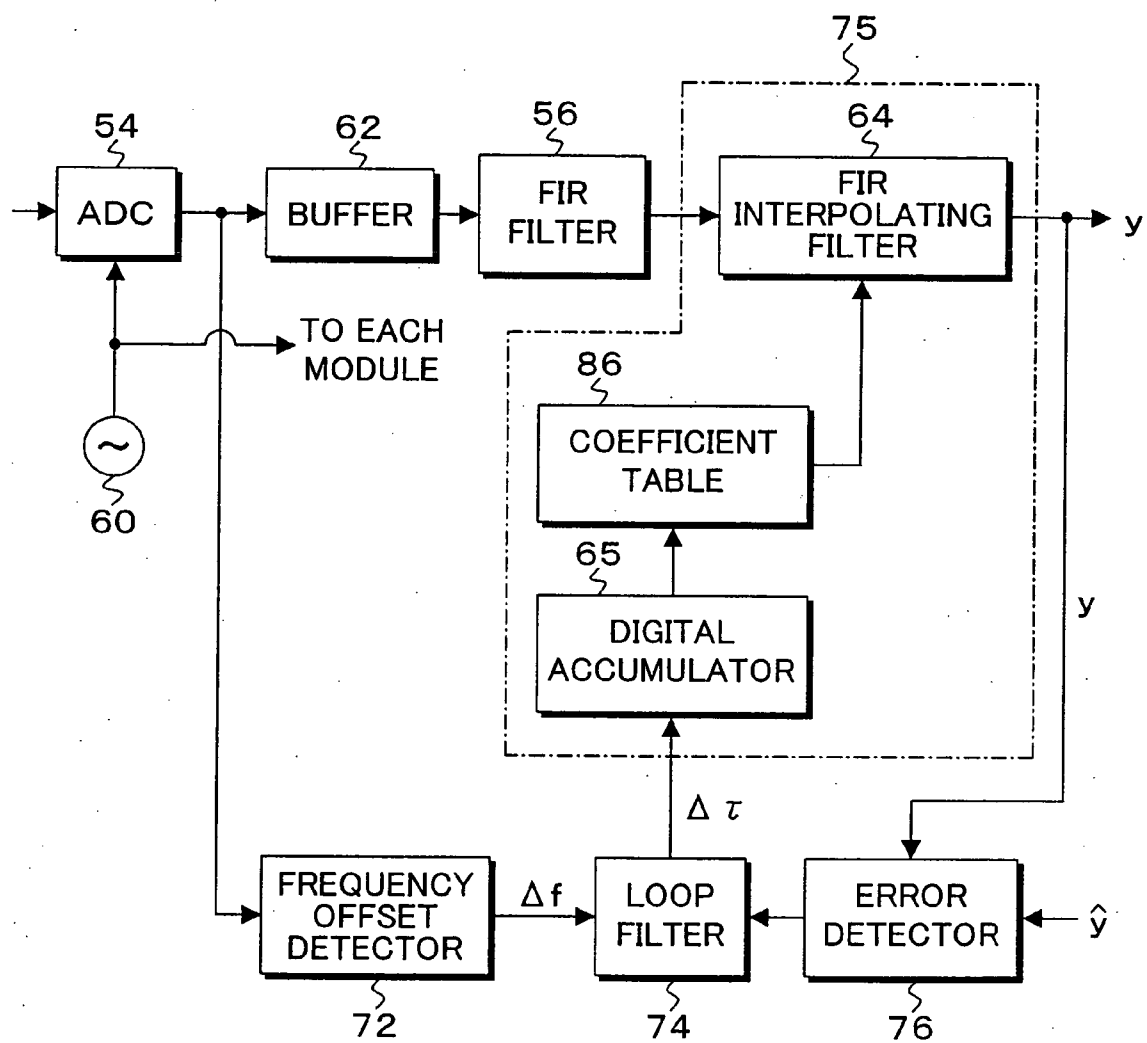 75
54
62
56
64
ADC
BUFFER
FIR
FILTER
FIR
INTERPOLATING
FILTER
y
TO EACH
MODULE
~
60
86
COEFFICIENT
TABLE
65
DIGITAL
ACCUMULATOR
y
Δτ
FREQUENCY
OFFSET
DETECTOR
Δf
LOOP
FILTER
ERROR
DETECTOR
ŷ
72
74
76